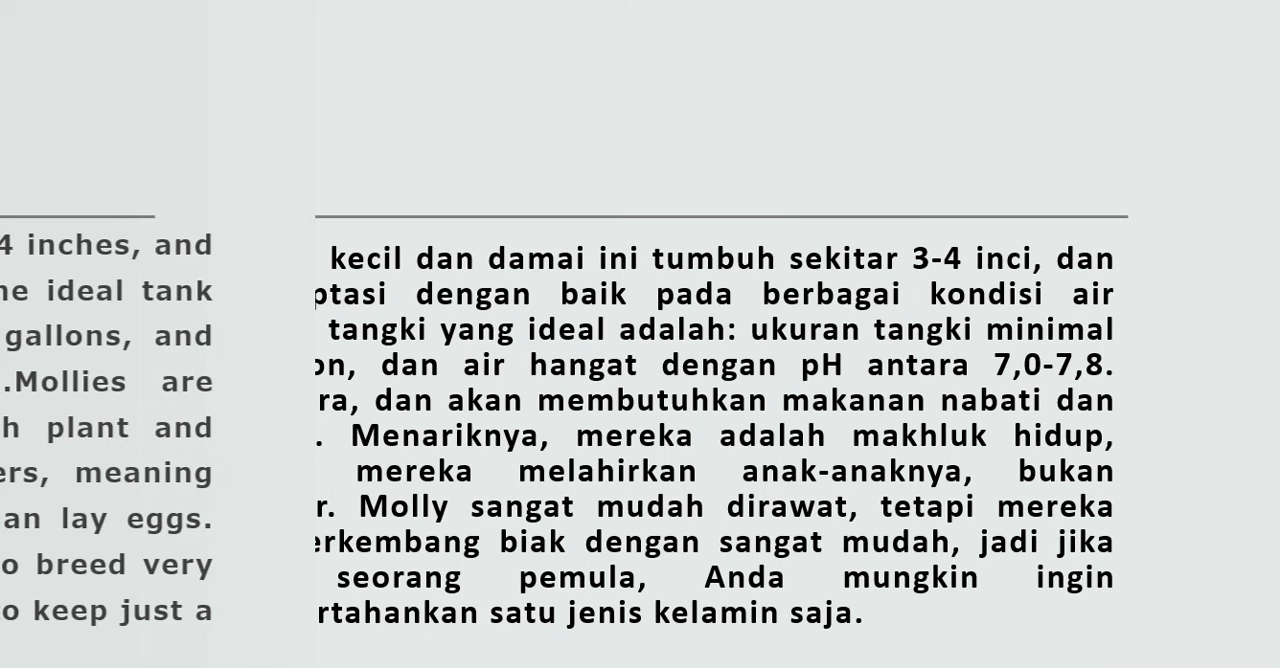 4 inches, and
he ideal tank
gallons, and
.Mollies are
h plant and
ers, meaning
an lay eggs.
o breed very
to keep just a
kecil dan damai ini tumbuh sekitar 3-4 inci, dan
ptasi dengan baik pada berbagai kondisi air
tangki yang ideal adalah: ukuran tangki minimal
on, dan air hangat dengan pH antara 7,0-7,8.
ra, dan akan membutuhkan makanan nabati dan
. Menariknya, mereka adalah makhluk hidup,
mereka melahirkan anak-anaknya, bukan
r. Molly sangat mudah dirawat, tetapi mereka
erkembang biak dengan sangat mudah, jadi jika
seorang pemula, Anda mungkin ingin
rtahankan satu jenis kelamin saja.